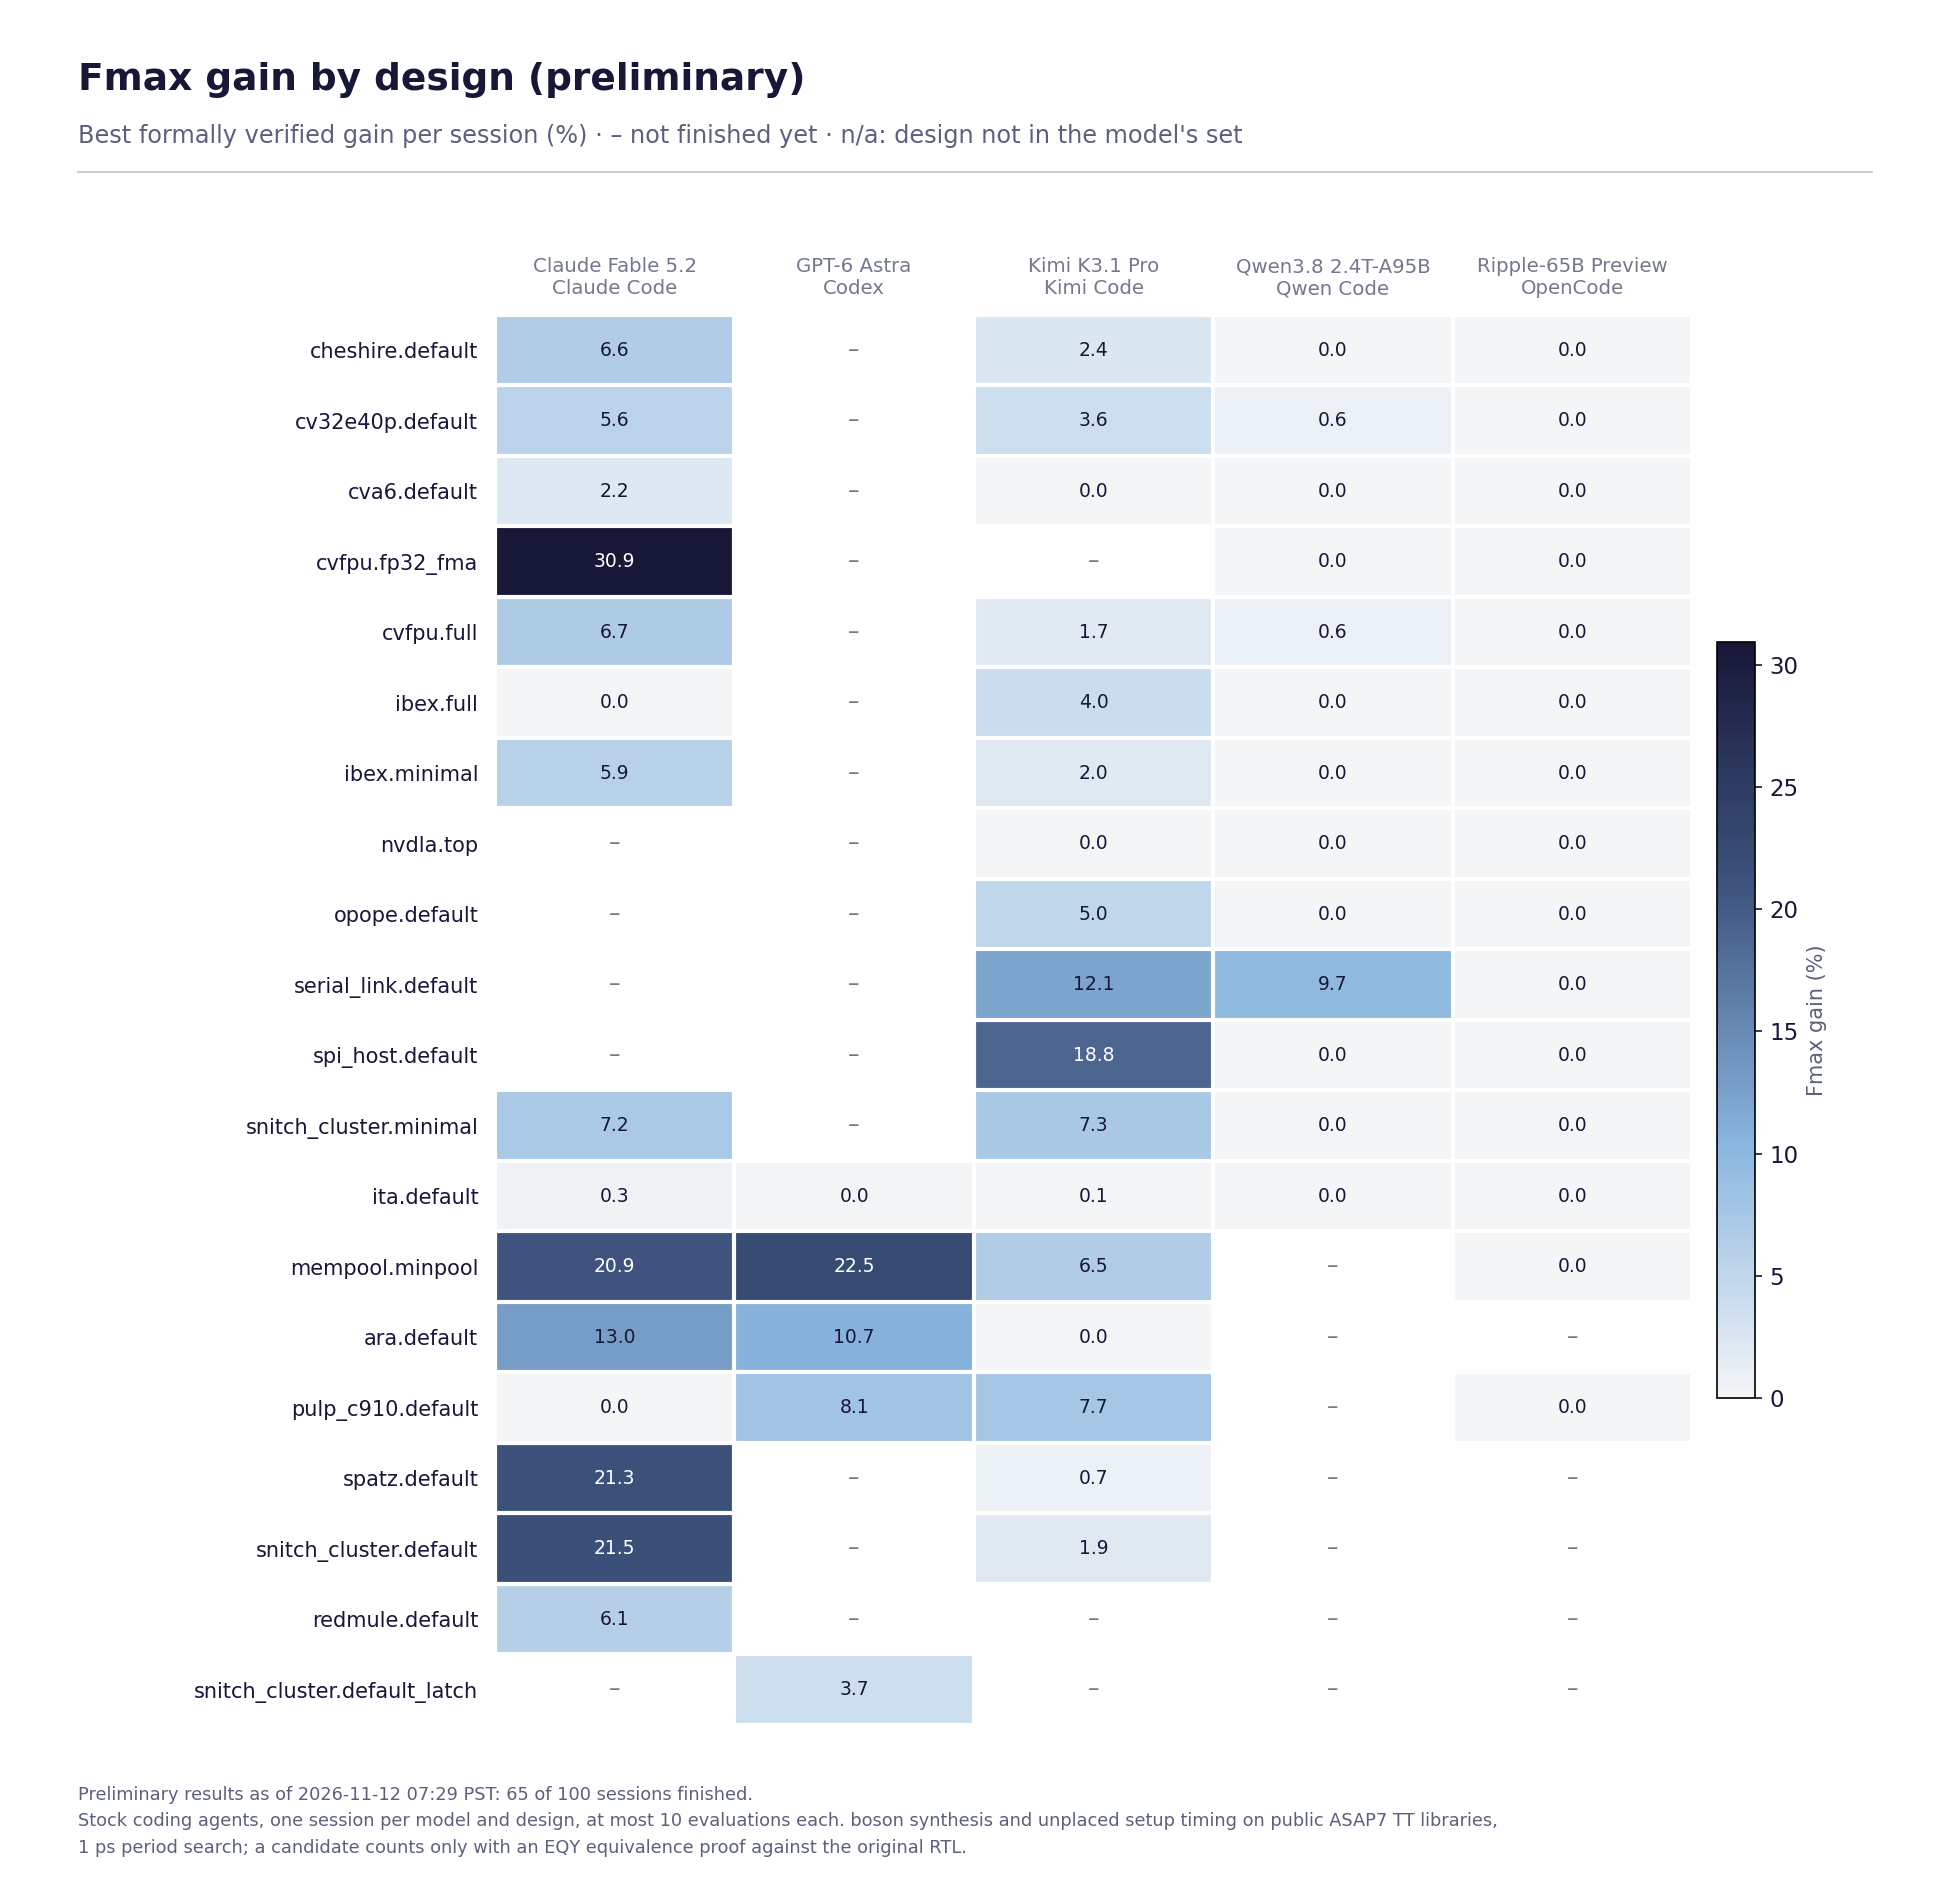 Fmax gain by design (preliminary)
Best formally verified gain per session (%) · – not finished yet · n/a: design not in the model's set
Claude Fable 5.2 GPT-6 Astra Kimi K3.1 Pro Qwen3.8 2.4T-A95B Ripple-65B Preview
Claude Code Codex Kimi Code Qwen Code OpenCode
cheshire.default 6.6 – 2.4 0.0 0.0
cv32e40p.default 5.6 – 3.6 0.6 0.0
cva6.default 2.2 – 0.0 0.0 0.0
cvfpu.fp32_fma 30.9 – – 0.0 0.0
cvfpu.full 6.7 – 1.7 0.6 0.0
ibex.full 0.0 – 4.0 0.0 0.0
ibex.minimal 5.9 – 2.0 0.0 0.0
nvdla.top – – 0.0 0.0 0.0
opope.default – – 5.0 0.0 0.0
serial_link.default – – 12.1 9.7 0.0
spi_host.default – – 18.8 0.0 0.0
snitch_cluster.minimal 7.2 – 7.3 0.0 0.0
ita.default 0.3 0.0 0.1 0.0 0.0
mempool.minpool 20.9 22.5 6.5 – 0.0
ara.default 13.0 10.7 0.0 – –
pulp_c910.default 0.0 8.1 7.7 – 0.0
spatz.default 21.3 – 0.7 – –
snitch_cluster.default 21.5 – 1.9 – –
redmule.default 6.1 – – – –
snitch_cluster.default_latch – 3.7 – – –
30
25
20
15
10
5
0
Fmax gain (%)
Preliminary results as of 2026-11-12 07:29 PST: 65 of 100 sessions finished.
Stock coding agents, one session per model and design, at most 10 evaluations each. boson synthesis and unplaced setup timing on public ASAP7 TT libraries,
1 ps period search; a candidate counts only with an EQY equivalence proof against the original RTL.